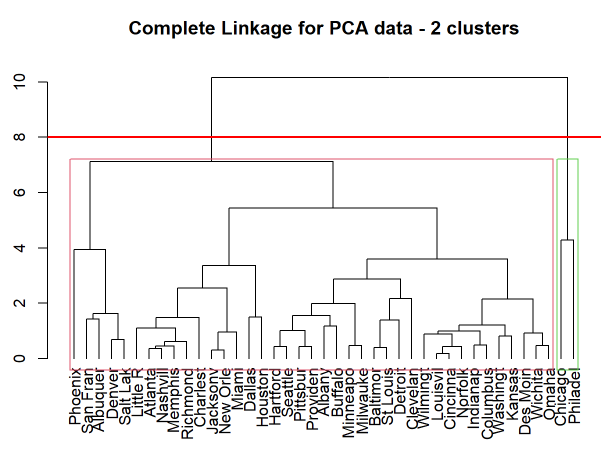 Complete Linkage for PCA data - 2 clusters
10
8
6
4
2
0
Phoenix
San Fran
Albuquer
Denver
Salt Lak
Little R
Atlanta
Nashvill
Memphis
Richmond
Charlest
Jacksonv
New Orle
Miami
Dallas
Houston
Hartford
Seattle
Pittsbur
Providen
Albany
Buffalo
Minneapo
Milwauke
Baltimor
St Louis
Detroit
Clevelan
Wilmingt
Louisvil
Cincinna
Norfolk
Indianap
Columbus
Washingt
Kansas
Des Moin
Wichita
Omaha
Chicago
Philadel